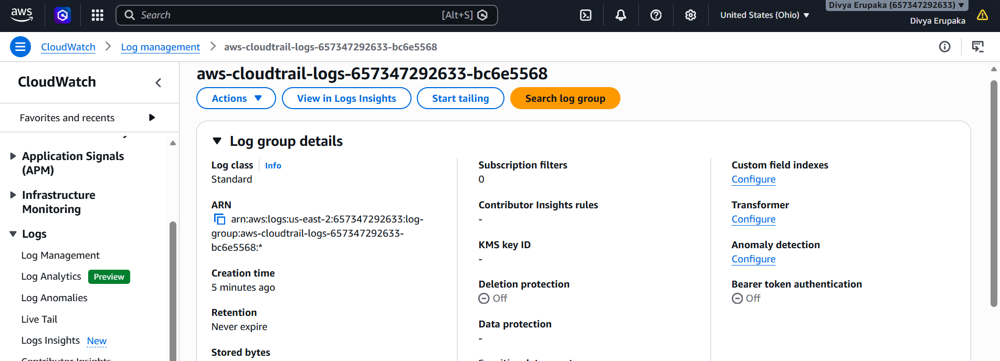 aws
Search
[Alt+S]
United States (Ohio)
Divya Erupaka (657347292633)
Divya Erupaka
CloudWatch
Log management
aws-cloudtrail-logs-657347292633-bc6e5568
CloudWatch
Favorites and recents
Application Signals
(APM)
Infrastructure
Monitoring
Logs
Log Management
Log Analytics Preview
Log Anomalies
Live Tail
Logs Insights New
Contributor Insights
aws-cloudtrail-logs-657347292633-bc6e5568
Actions
View in Logs Insights
Start tailing
Search log group
Log group details
Log class Info
Standard
ARN
arn:aws:logs:us-east-2:657347292633:log-
group:aws-cloudtrail-logs-657347292633-
bc6e5568:*
Creation time
5 minutes ago
Retention
Never expire
Stored bytes
Subscription filters
0
Contributor Insights rules
-
KMS key ID
-
Deletion protection
Off
Data protection
-
Custom field indexes
Configure
Transformer
Configure
Anomaly detection
Configure
Bearer token authentication
Off